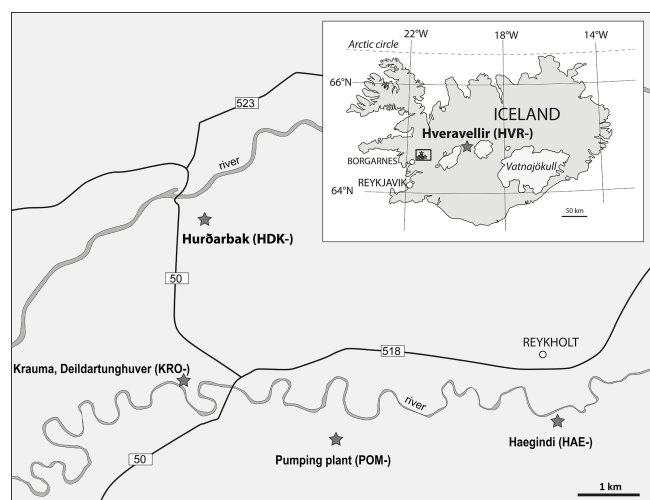 22°W
18°W
14°W
Arctic circle
66°N
ICELAND
Hveravellir (HVR-)
BORGARNES
Vatnajökull
REYKJAVIK
64°N
50 km
523
river
Hurðarbak (HDK-)
50
518
REYKHOLT
Krauma, Deildartunghuver (KRO-)
river
Haegindi (HAE-)
50
Pumping plant (POM-)
1 km